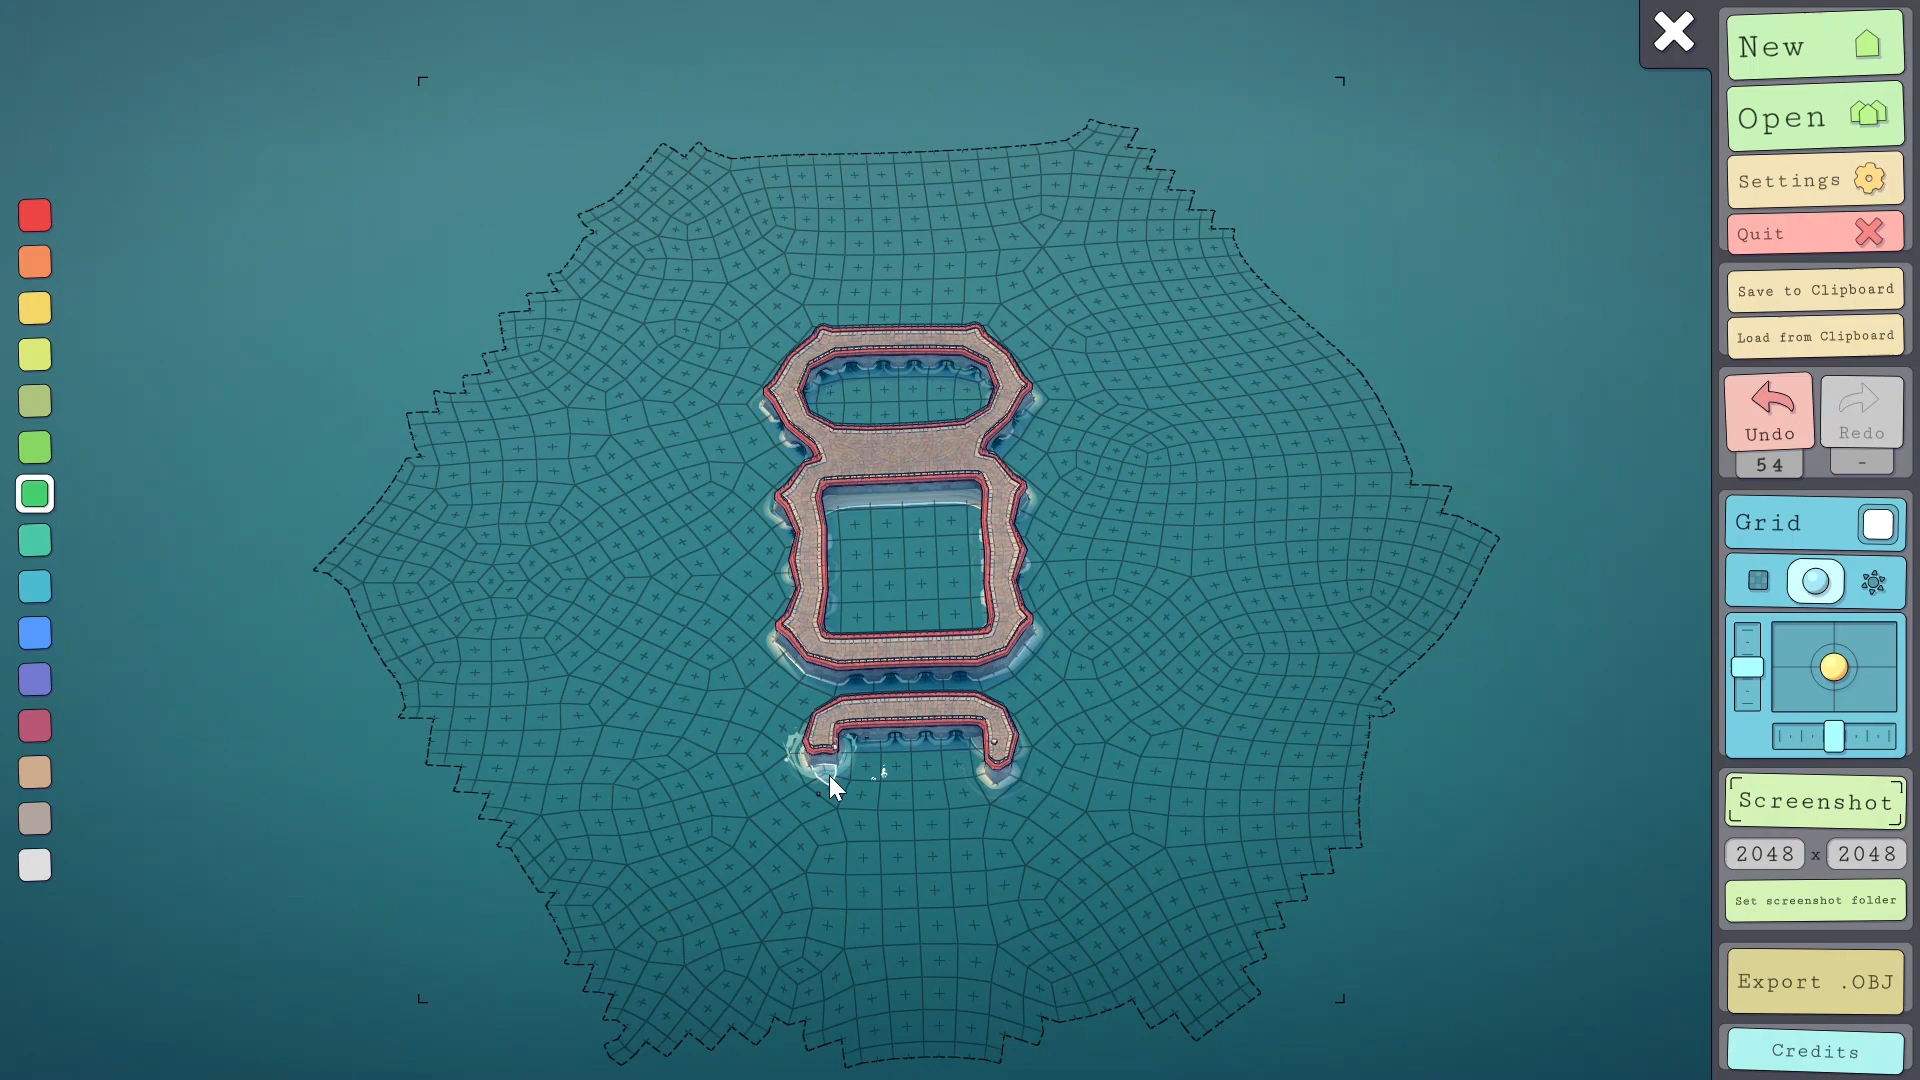 New
Open
Settings
Quit
Save to Clipboard
Load from Clipboard
Undo
Redo
54
-
Grid
Screenshot
2048 x 2048
Set screenshot folder
Export .OBJ
Credits